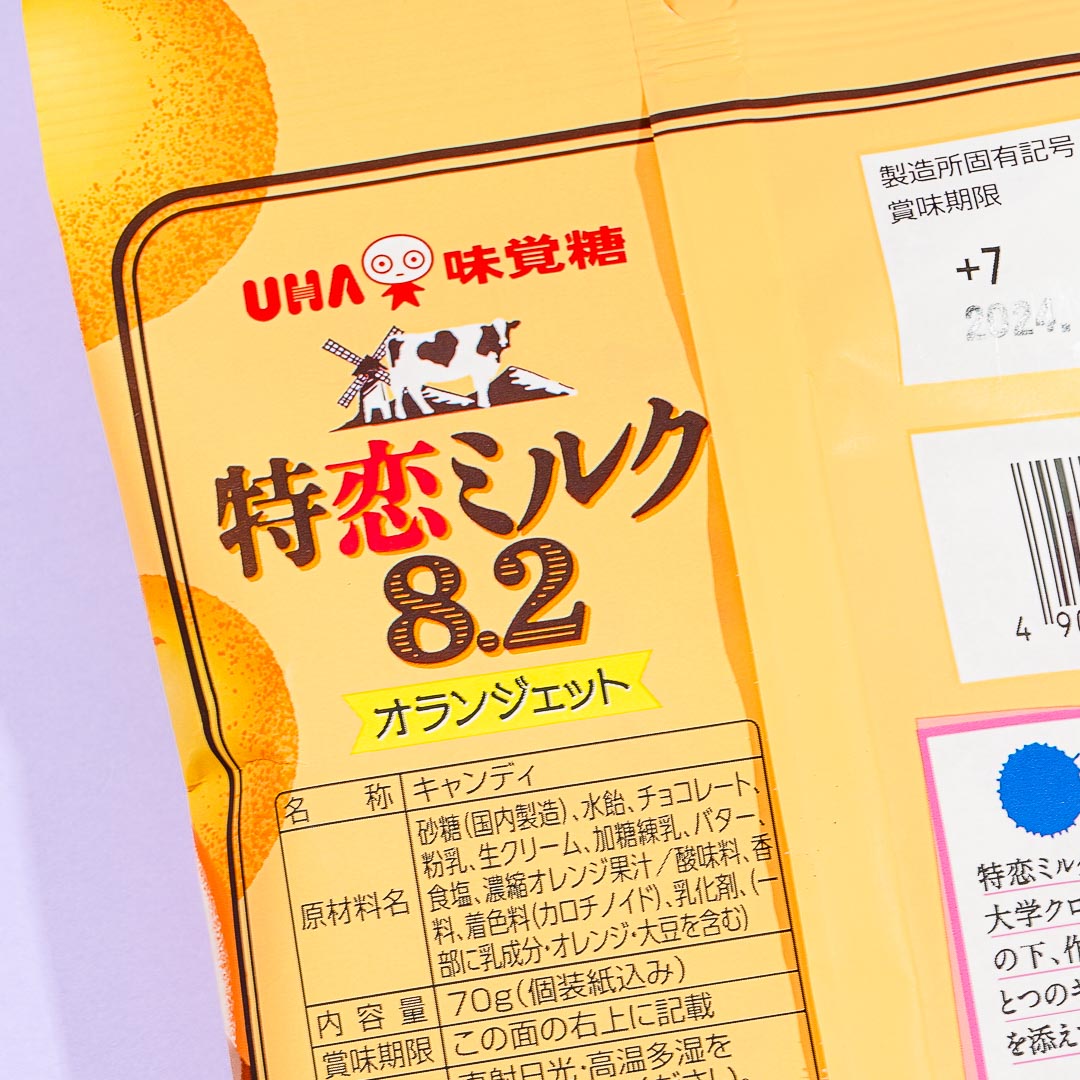 UHA味覚糖
特恋ミルク
8.2
オランジェット
名称 キャンディ
原材料名 砂糖(国内製造)、水飴、チョコレート、
粉乳、生クリーム、加糖練乳、バター、
食塩、濃縮オレンジ果汁/酸味料、香
料、着色料(カロチノイド)、乳化剤、(一
部に乳成分・オレンジ・大豆を含む)
内容量 70g(個装紙込み)
賞味期限 この面の右上に記載
直射日光・高温多湿を
ください。
製造所固有記号
賞味期限
+7
2024.
4 90
特恋ミル
大学クロ
の下、作
とつの
を添え